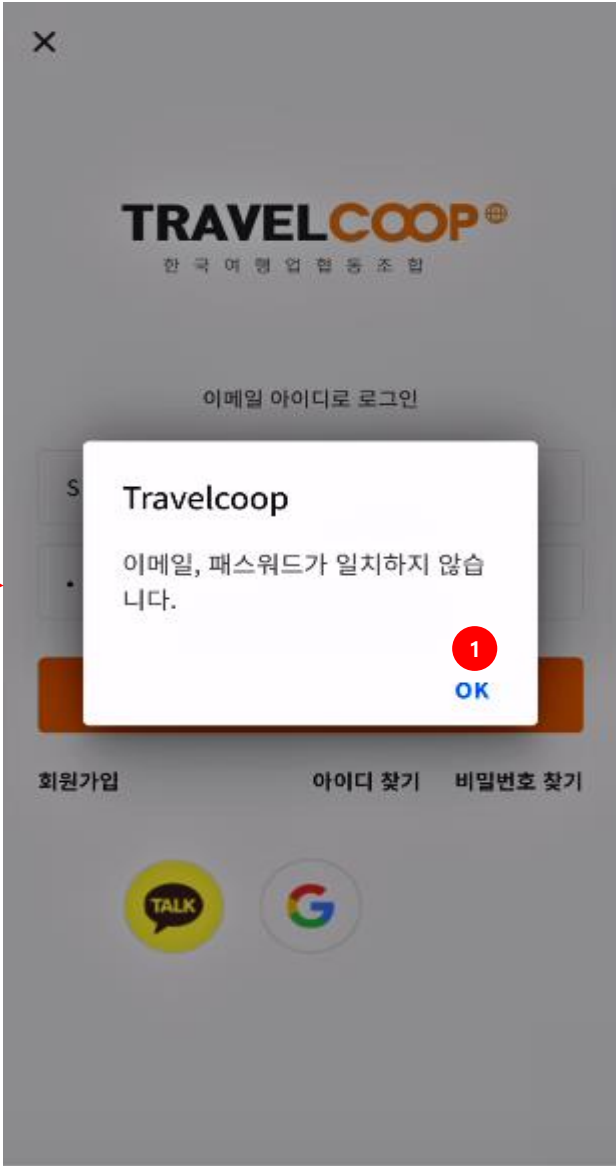 TRAVELCOOP
한국여행업협동조합
이메일 아이디로 로그인
S
Travelcoop
이메일, 패스워드가 일치하지 않습
니다.
1
OK
회원가입 아이디 찾기 비밀번호 찾기
TALK
G